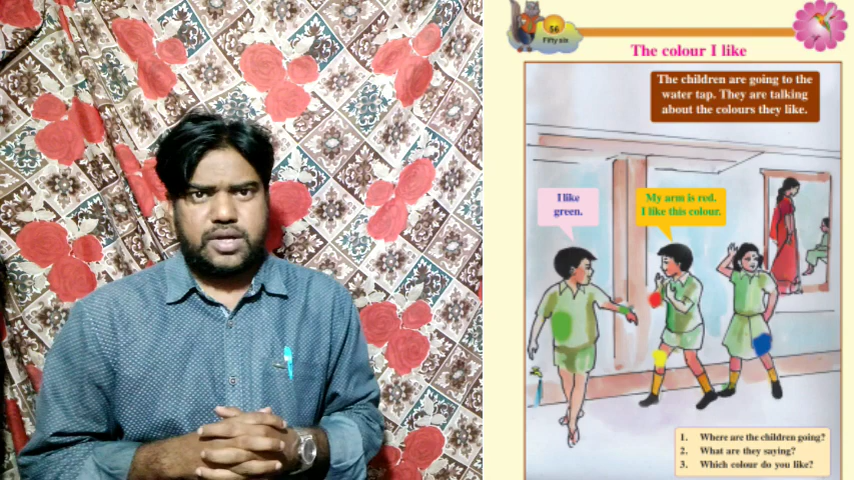 56
Fifty six
The colour I like
The children are going to the
water tap. They are talking
about the colours they like.
I like
green.
My arm is red.
I like this colour.
1. Where are the children going?
2. What are they saying?
3. Which colour do you like?